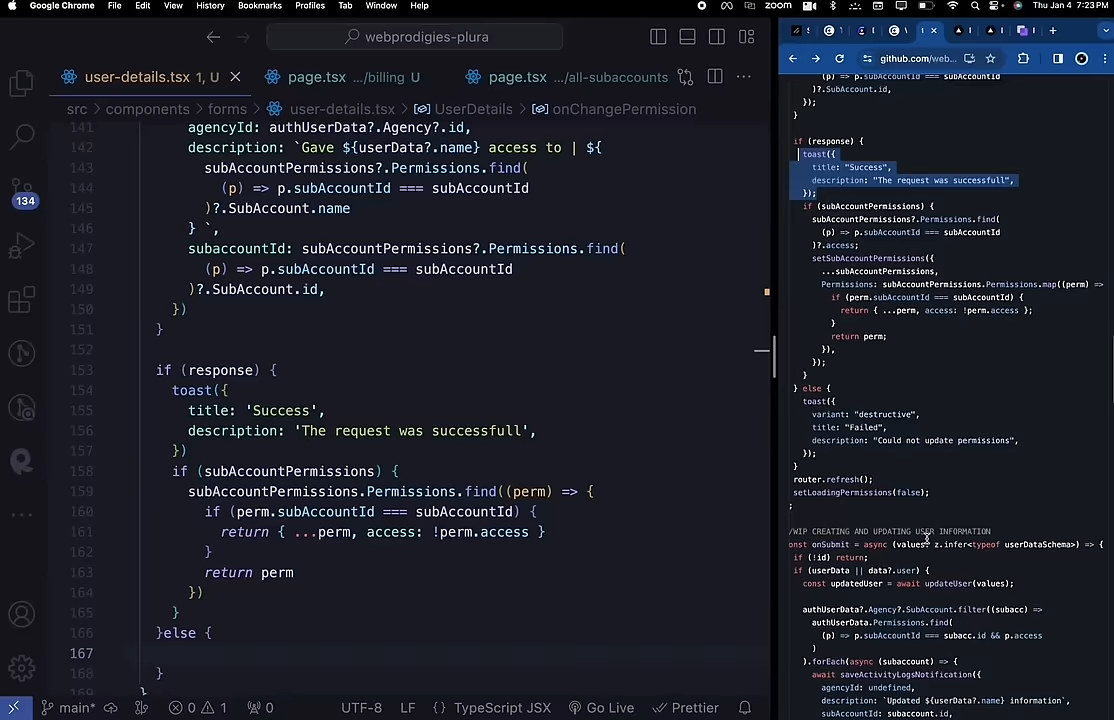 Google Chrome File Edit View History Bookmarks Profiles Tab Window Help zoom Thu Jan 4 7:23 PM
webprodigies-plura
user-details.tsx 1, U page.tsx .../billing U page.tsx .../all-subaccounts
src > components > forms > user-details.tsx > UserDetails > onChangePermission
141 agencyId: authUserData?.Agency?.id,
142 description: `Gave ${userData?.name} access to | ${
143 subAccountPermissions?.Permissions.find(
144 (p) => p.subAccountId === subAccountId
145 )?.SubAccount.name
146 } `,
147 subaccountId: subAccountPermissions?.Permissions.find(
148 (p) => p.subAccountId === subAccountId
149 )?.SubAccount.id,
150 })
151 }
152
153 if (response) {
154 toast({
155 title: 'Success',
156 description: 'The request was successfull',
157 })
158 if (subAccountPermissions) {
159 subAccountPermissions.Permissions.find((perm) => {
160 if (perm.subAccountId === subAccountId) {
161 return { ...perm, access: !perm.access }
162 }
163 return perm
164 })
165 }
166 }else {
167
168 }
169 }
134
main* 0 1 0 UTF-8 LF {} TypeScript JSX Go Live Prettier
github.com/web...
(p) => p.subAccountId === subAccountId
)?.SubAccount.id,
});
}
if (response) {
toast({
title: "Success",
description: "The request was successfull",
});
if (subAccountPermissions) {
subAccountPermissions?.Permissions.find(
(p) => p.subAccountId === subAccountId
)?.access;
setSubAccountPermissions({
...subAccountPermissions,
Permissions: subAccountPermissions.Permissions.map((perm) =>
if (perm.subAccountId === subAccountId) {
return { ...perm, access: !perm.access };
}
return perm;
}),
});
}
} else {
toast({
variant: "destructive",
title: "Failed",
description: "Could not update permissions",
});
}
router.refresh();
setLoadingPermissions(false);
;
/WIP CREATING AND UPDATING USER INFORMATION
onst onSubmit = async (values: z.infer<typeof userDataSchema>) => {
if (!id) return;
if (userData || data?.user) {
const updatedUser = await updateUser(values);
authUserData?.Agency?.SubAccount.filter((subacc) =>
authUserData.Permissions.find(
(p) => p.subAccountId === subacc.id && p.access
)
).forEach(async (subaccount) => {
await saveActivityLogsNotification({
agencyId: undefined,
description: `Updated ${userData?.name} information`,
subaccountId: subaccount.id,